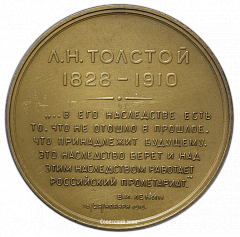 Л.Н. ТОЛСТОЙ
1828 – 1910
„... В ЕГО НАСЛЕДСТВЕ ЕСТЬ
ТО, ЧТО НЕ ОТОШЛО В ПРОШЛОЕ,
ЧТО ПРИНАДЛЕЖИТ БУДУЩЕМУ.
ЭТО НАСЛЕДСТВО БЕРЕТ И НАД
ЭТИМ НАСЛЕДСТВОМ РАБОТАЕТ
РОССИЙСКИЙ ПРОЛЕТАРИАТ.
ЛЕНИН